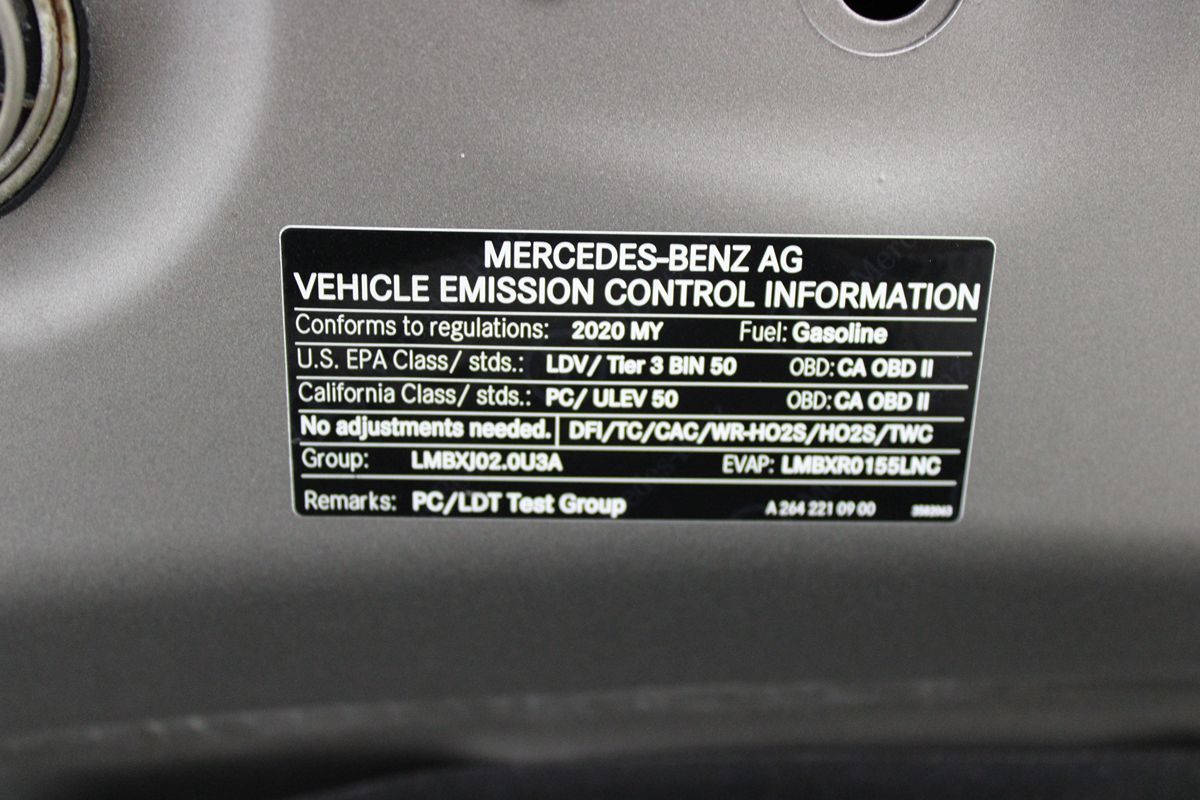 MERCEDES-BENZ AG
VEHICLE EMISSION CONTROL INFORMATION
Conforms to regulations: 2020 MY Fuel: Gasoline
U.S. EPA Class/ stds.: LDV/ Tier 3 BIN 50 OBD: CA OBD II
California Class/ stds.: PC/ ULEV 50 OBD: CA OBD II
No adjustments needed. DFI/TC/CAC/WR-HO2S/HO2S/TWC
Group: LMBXJ02.0U3A EVAP: LMBXR0155LNC
Remarks: PC/LDT Test Group A 264 221 09 00